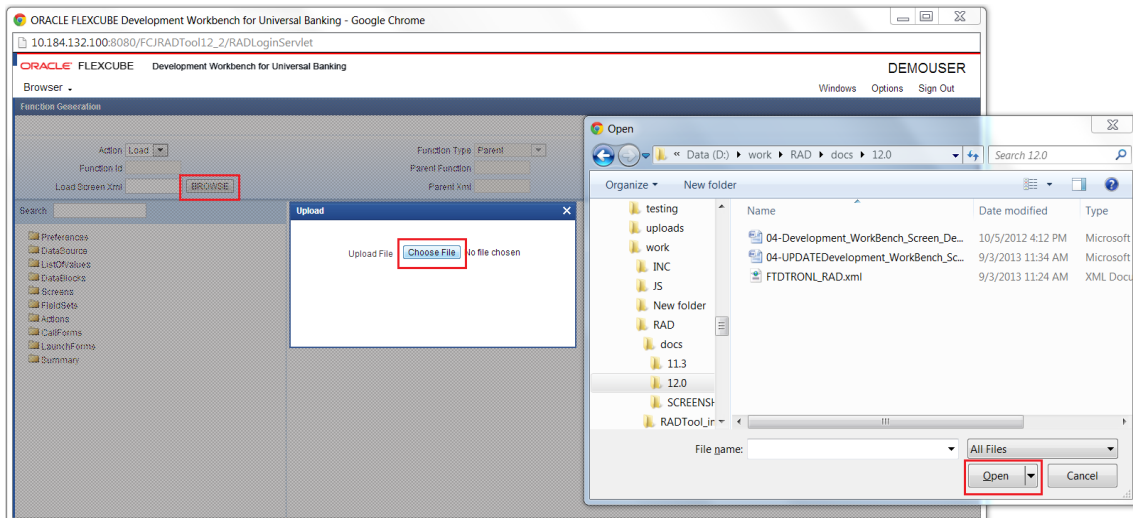 ORACLE FLEXCUBE Development Workbench for Universal Banking - Google Chrome
10.184.132.100:8080/FCJRADTool12_2/RADLoginServlet
ORACLE FLEXCUBE Development Workbench for Universal Banking
DEMOUSER
Browser
Windows Options Sign Out
Function Generation
Action Load
Function Type Parent
Function Id
Parent Function
Load Screen Xml BROWSE
Parent Xml
Search
Preferences
DataSource
ListOfValues
DataBlocks
Screens
FieldSets
Actions
CallForms
LaunchForms
Summary
Upload
Upload File Choose File No file chosen
Open
« Data (D:) work RAD docs 12.0
Search 12.0
Organize New folder
testing
uploads
work
INC
JS
New folder
RAD
docs
11.3
12.0
SCREENSH
RADTool_ir
Name Date modified Type
04-Development_WorkBench_Screen_De... 10/5/2012 4:12 PM Microsoft
04-UPDATEDevelopment_WorkBench_Sc... 9/3/2013 11:34 AM Microsoft
FTDTRONL_RAD.xml 9/3/2013 11:24 AM XML Docu
File name:
All Files
Open Cancel